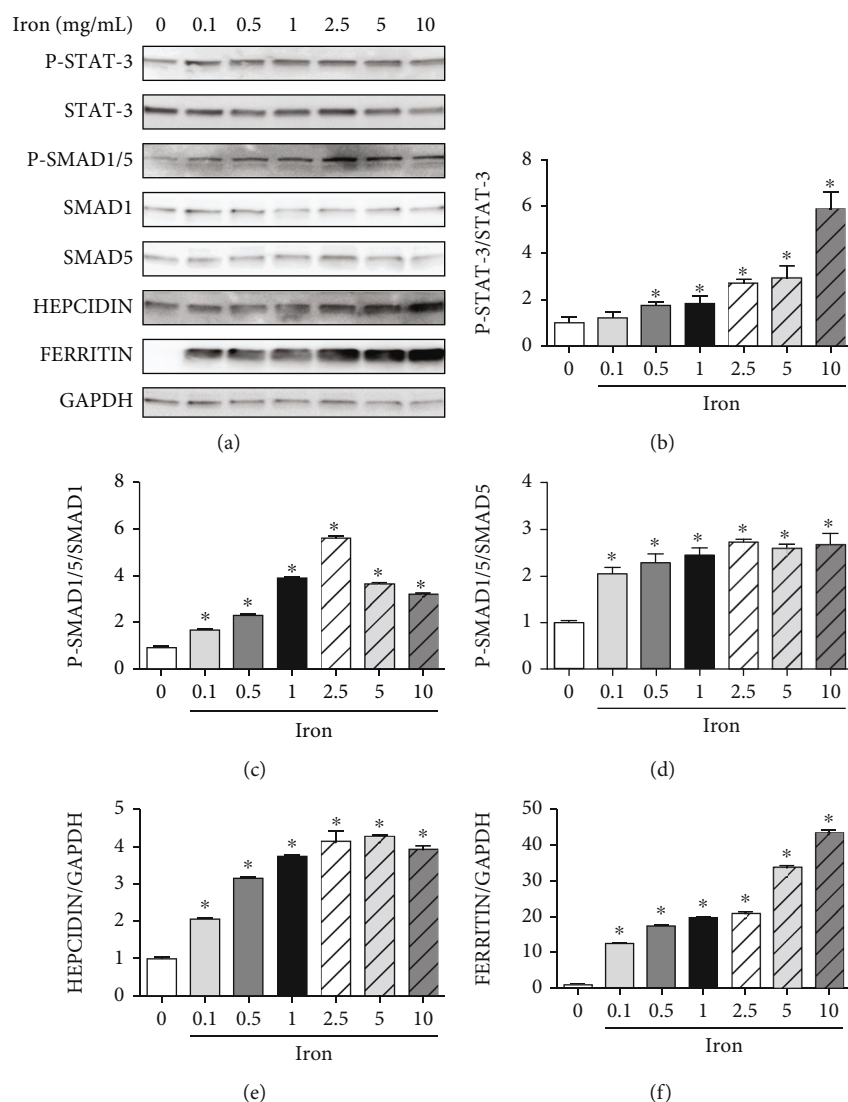 Iron (mg/mL) 0 0.1 0.5 1 2.5 5 10
P-STAT-3
STAT-3
P-SMAD1/5
SMAD1
SMAD5
HEPCIDIN
FERRITIN
GAPDH
(a)
P-STAT-3/STAT-3
8
6
4
2
0
* * * * *
0 0.1 0.5 1 2.5 5 10
Iron
(b)
P-SMAD1/5/SMAD1
8
6
4
2
0
* * * * * *
0 0.1 0.5 1 2.5 5 10
Iron
(c)
P-SMAD1/5/SMAD5
4
3
2
1
0
* * * * * *
0 0.1 0.5 1 2.5 5 10
Iron
(d)
HEPCIDIN/GAPDH
5
4
3
2
1
0
* * * * * *
0 0.1 0.5 1 2.5 5 10
Iron
(e)
FERRITIN/GAPDH
50
40
30
20
10
0
* * * * * *
0 0.1 0.5 1 2.5 5 10
Iron
(f)